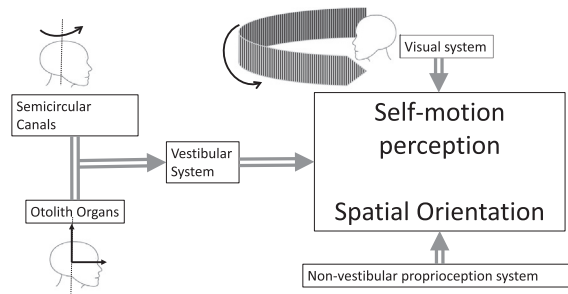 Visual system
Semicircular
Canals
Self-motion
perception
Vestibular
System
Otolith Organs
Spatial Orientation
Non-vestibular proprioception system